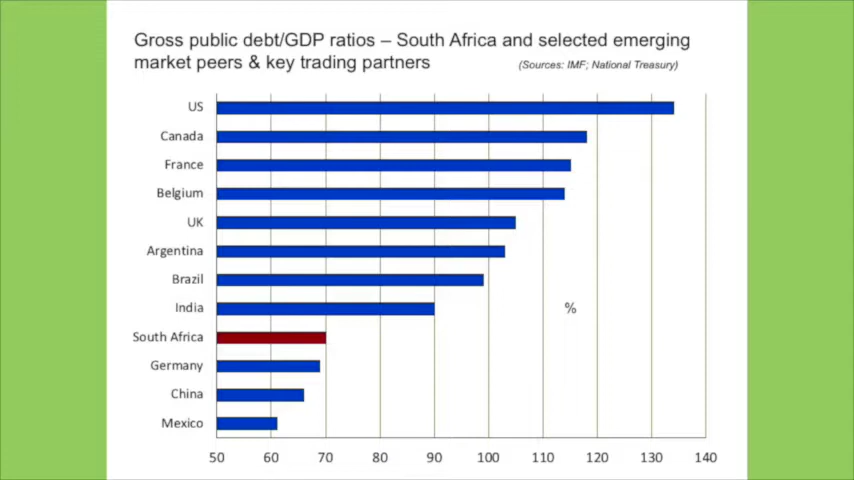 Gross public debt/GDP ratios – South Africa and selected emerging
market peers & key trading partners
(Sources: IMF; National Treasury)
US
Canada
France
Belgium
UK
Argentina
Brazil
India
%
South Africa
Germany
China
Mexico
50 60 70 80 90 100 110 120 130 140